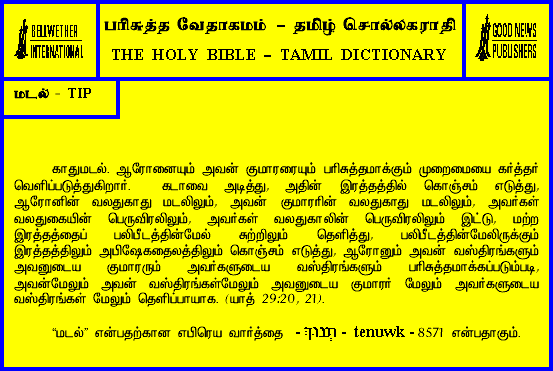 BELLWETHER
INTERNATIONAL
பரிசுத்த வேதாகமம் – தமிழ் சொல்லகராதி
THE HOLY BIBLE – TAMIL DICTIONARY
GOOD NEWS
PUBLISHERS
மடல் - TIP
காதுமடல். ஆரோனையும் அவன் குமாரரையும் பரிசுத்தமாக்கும் முறைமையை கர்த்தர்
வெளிப்படுத்துகிறார். கடாவை அடித்து, அதின் இரத்தத்தில் கொஞ்சம் எடுத்து,
ஆரோனின் வலதுகாது மடலிலும், அவன் குமாரரின் வலதுகாது மடலிலும், அவர்கள்
வலதுகையின் பெருவிரலிலும், அவர்கள் வலதுகாலின் பெருவிரலிலும் இட்டு, மற்ற
இரத்தத்தைப் பலிபீடத்தின்மேல் சுற்றிலும் தெளித்து, பலிபீடத்தின்மேலிருக்கும்
இரத்தத்திலும் அபிஷேகதைலத்திலும் கொஞ்சம் எடுத்து, ஆரோனும் அவன் வஸ்திரங்களும்
அவனுடைய குமாரரும் அவர்களுடைய வஸ்திரங்களும் பரிசுத்தமாக்கப்படும்படி,
அவன்மேலும் அவன் வஸ்திரங்கள்மேலும் அவனுடைய குமாரர் மேலும் அவர்களுடைய
வஸ்திரங்கள் மேலும் தெளிப்பாயாக. (யாத் 29:20, 21).
“மடல்” என்பதற்கான எபிரெய வார்த்தை - - tenuwk - 8571 என்பதாகும்.